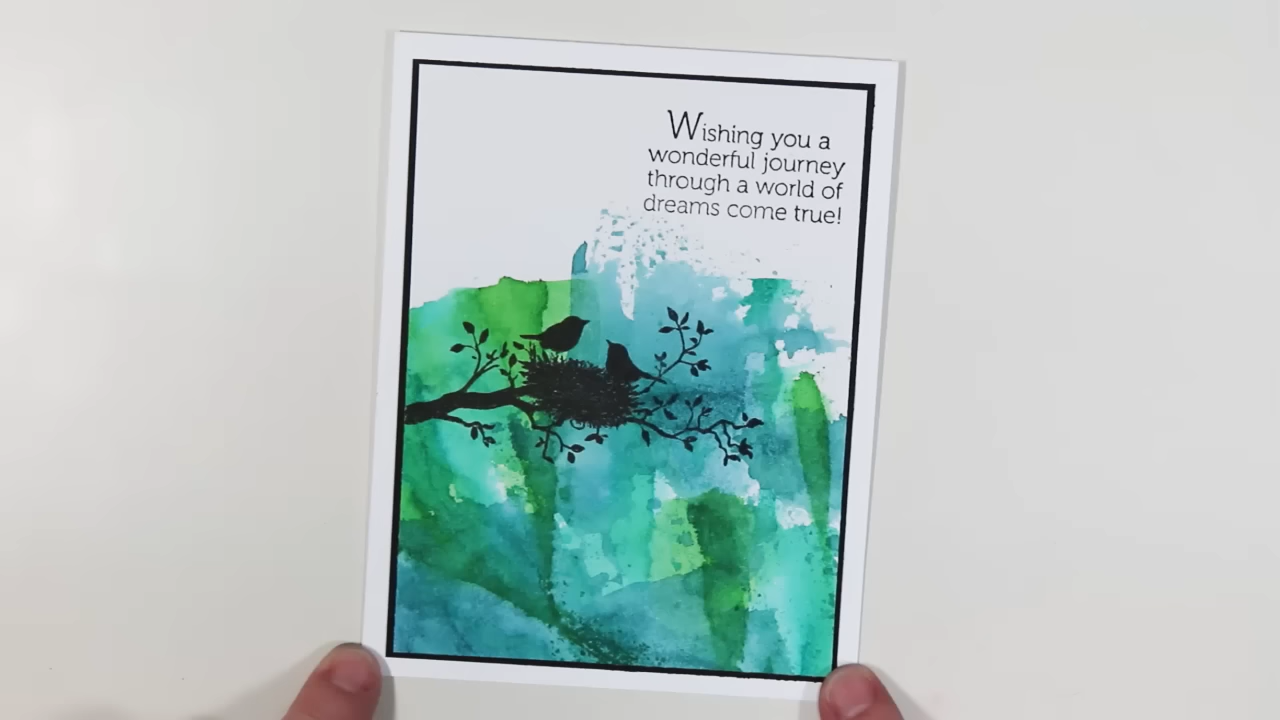 Wishing you a
wonderful journey
through a world of
dreams come true!